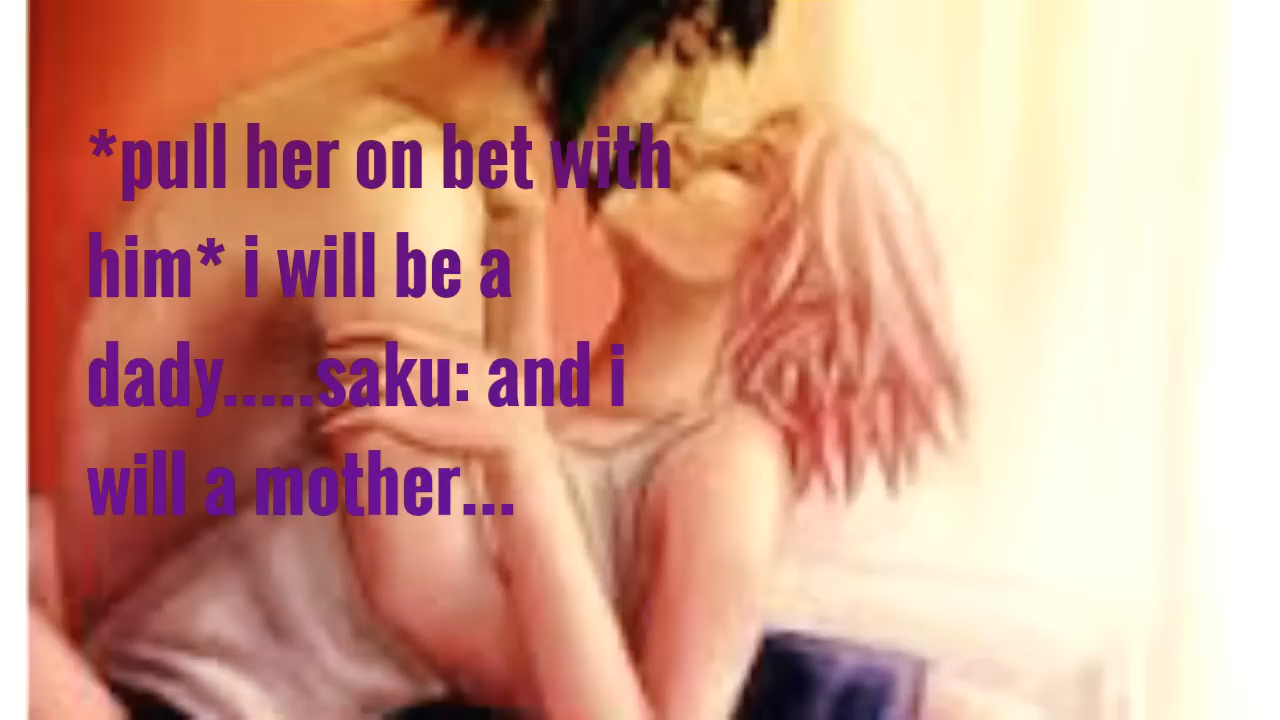 *pull her on bet with
him* i will be a
dady.....saku: and i
will a mother...